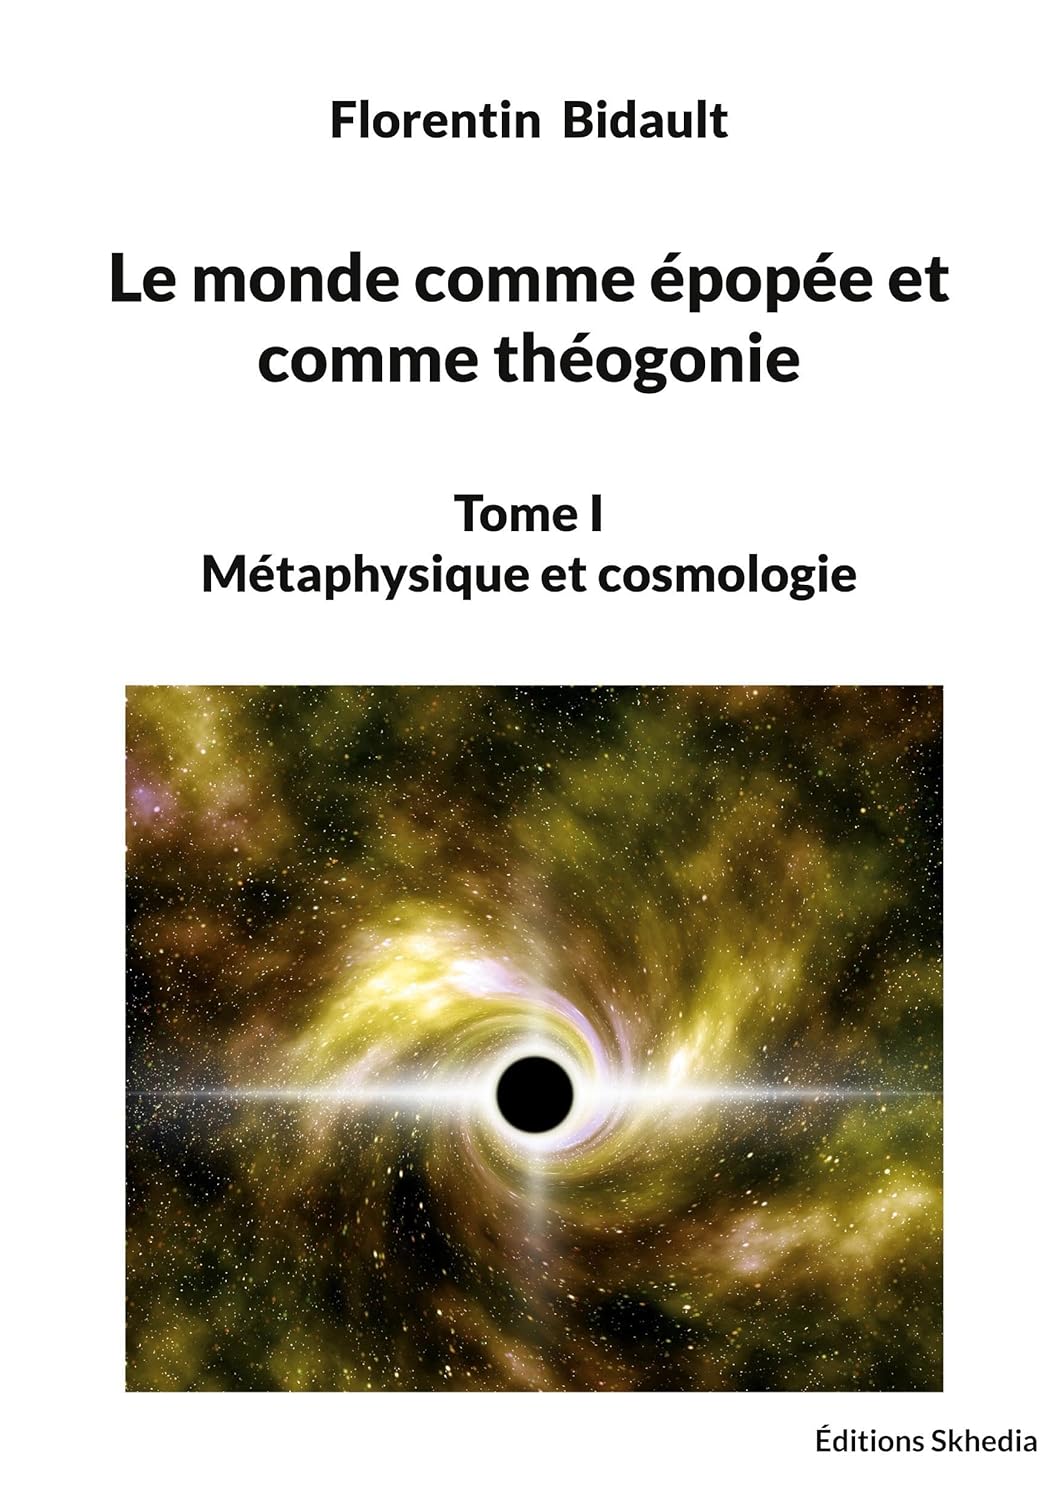 Florentin Bidault
Le monde comme épopée et
comme théogonie
Tome I
Métaphysique et cosmologie
Éditions Skhedia